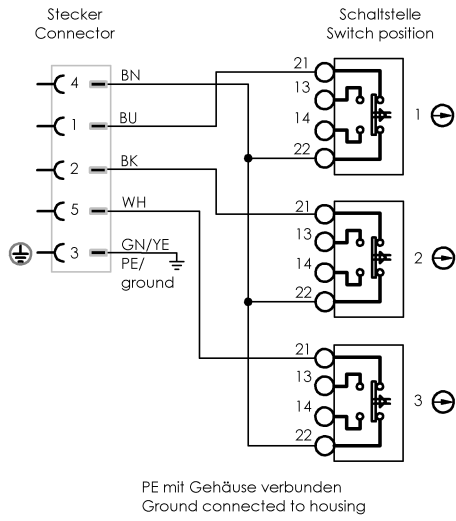 Stecker
Connector
Schaltstelle
Switch position
4 BN
1 BU
2 BK
5 WH
3 GN/YE
PE/
ground
21
13
14
22
1
21
13
14
22
2
21
13
14
22
3
PE mit Gehäuse verbunden
Ground connected to housing